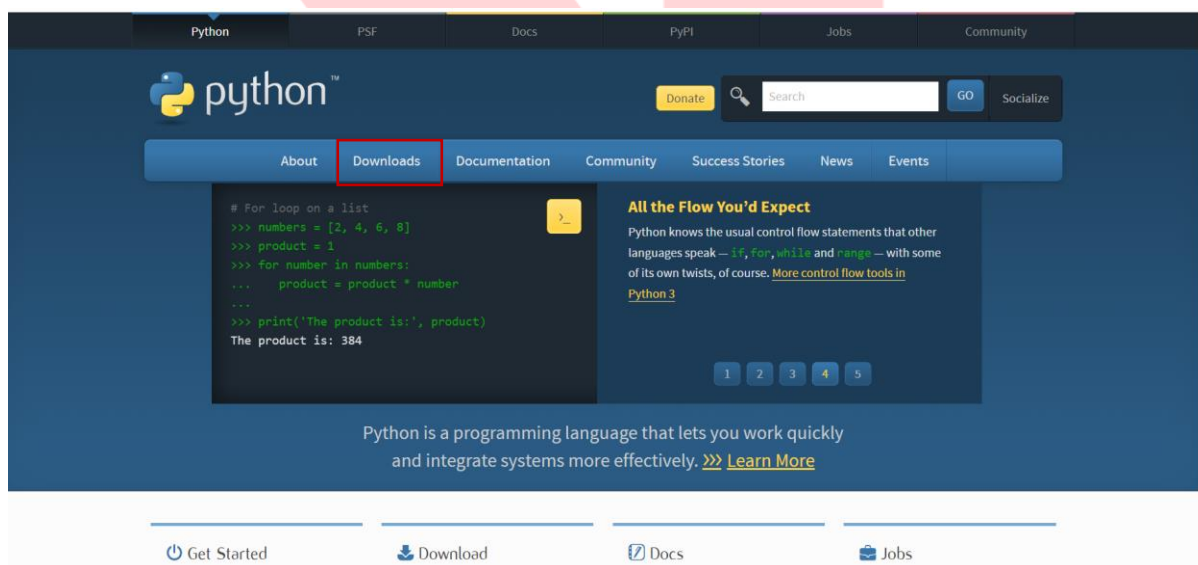 Python PSF Docs PyPI Jobs Community
python™
Donate Search GO Socialize
About Downloads Documentation Community Success Stories News Events
# For loop on a list
>>> numbers = [2, 4, 6, 8]
>>> product = 1
>>> for number in numbers:
...    product = product * number
...
>>> print('The product is:', product)
The product is: 384
>_
All the Flow You’d Expect
Python knows the usual control flow statements that other
languages speak — if, for, while and range — with some
of its own twists, of course. More control flow tools in
Python 3
1 2 3 4 5
Python is a programming language that lets you work quickly
and integrate systems more effectively. >>> Learn More
Get Started Download Docs Jobs